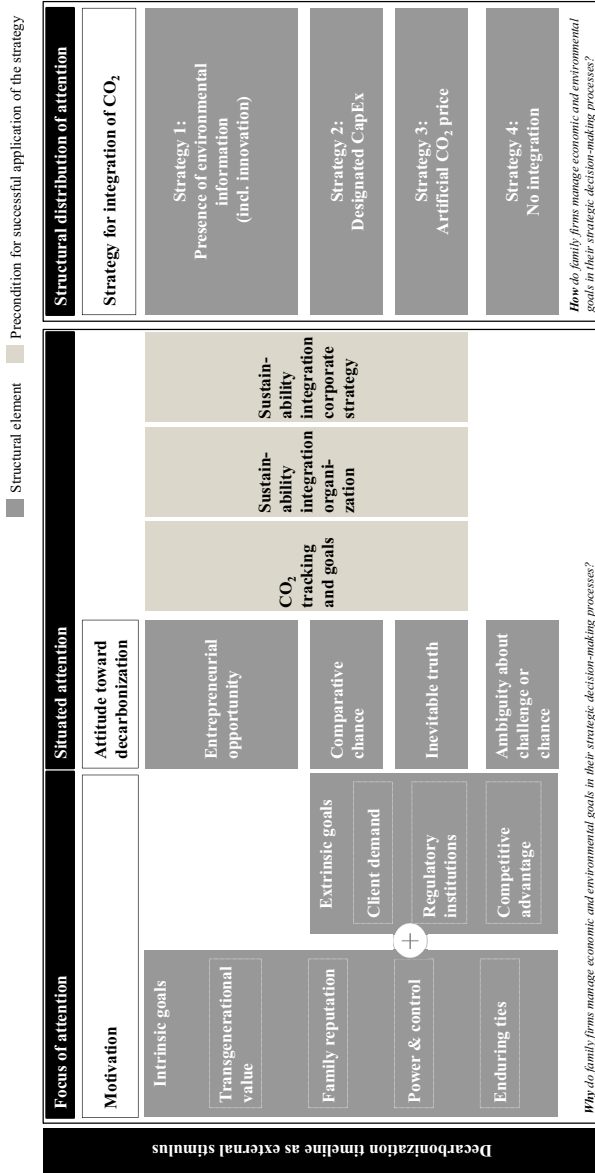 Structural element
Precondition for successful application of the strategy
Decarbonization timeline as external stimulus
Focus of attention
Situated attention
Structural distribution of attention
Motivation
Attitude toward
decarbonization
Strategy for integration of CO₂
Intrinsic goals
Transgenerational
value
Family reputation
Power & control
Enduring ties
+
Extrinsic goals
Client demand
Regulatory
institutions
Competitive
advantage
Entrepreneurial
opportunity
Comparative
chance
Inevitable truth
Ambiguity about
challenge or
chance
CO₂
tracking
and goals
Sustain-
ability
integration
organi-
zation
Sustain-
ability
integration
corporate
strategy
Strategy 1:
Presence of environmental
information
(incl. innovation)
Strategy 2:
Designated CapEx
Strategy 3:
Artificial CO₂ price
Strategy 4:
No integration
Why do family firms manage economic and environmental goals in their strategic decision-making processes?
How do family firms manage economic and environmental
goals in their strategic decision-making processes?